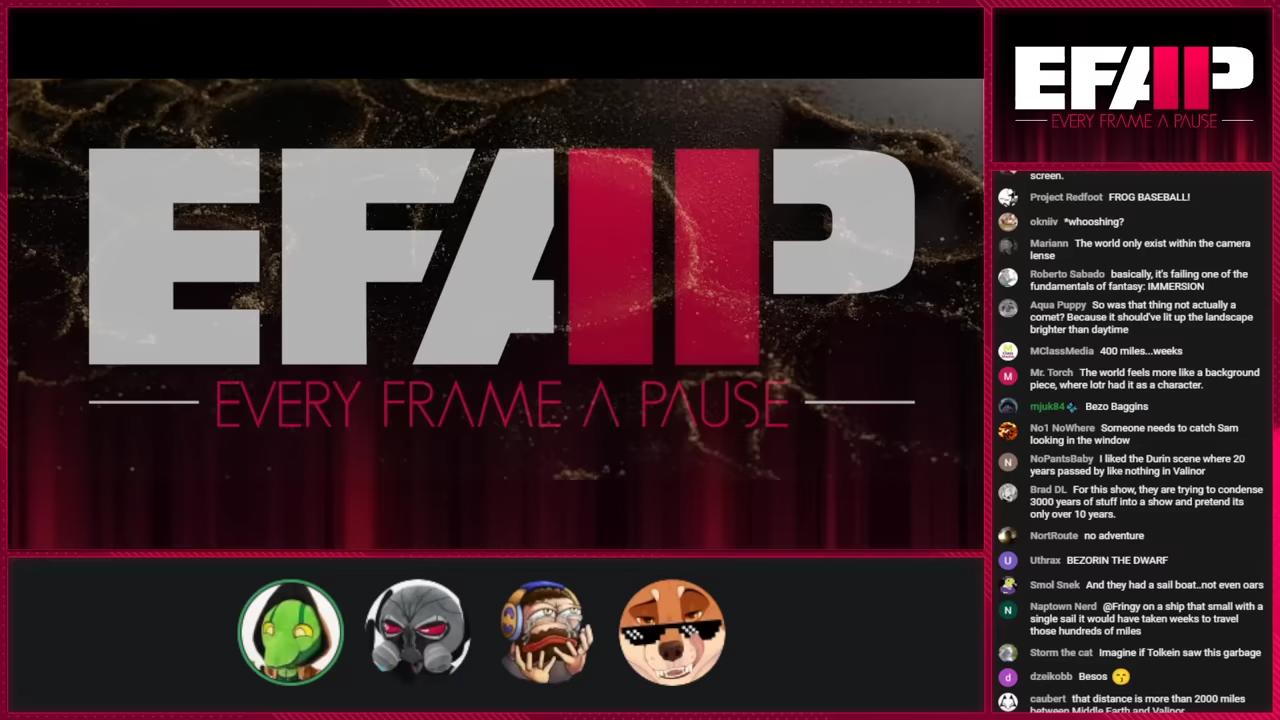 EFAP
EVERY FRAME A PAUSE
EFAP
EVERY FRAME A PAUSE
screen.
Project Redfoot FROG BASEBALL!
okniiv *whooshing?
Mariann The world only exist within the camera
lense
Roberto Sabado basically, it's failing one of the
fundamentals of fantasy: IMMERSION
Aqua Puppy So was that thing not actually a
comet? Because it should've lit up the landscape
brighter than daytime
MClassMedia 400 miles...weeks
M
Mr. Torch The world feels more like a background
piece, where lotr had it as a character.
mjuk84 Bezo Baggins
No1 NoWhere Someone needs to catch Sam
looking in the window
N
NoPantsBaby I liked the Durin scene where 20
years passed by like nothing in Valinor
Brad DL For this show, they are trying to condense
3000 years of stuff into a show and pretend its
only over 10 years.
NortRoute no adventure
U
Uthrax BEZORIN THE DWARF
Smol Snek And they had a sail boat..not even oars
N
Naptown Nerd @Fringy on a ship that small with a
single sail it would have taken weeks to travel
those hundreds of miles
Storm the cat Imagine if Tolkein saw this garbage
d
dzeikobb Besos 😙
caubert that distance is more than 2000 miles
between Middle Earth and Valinor